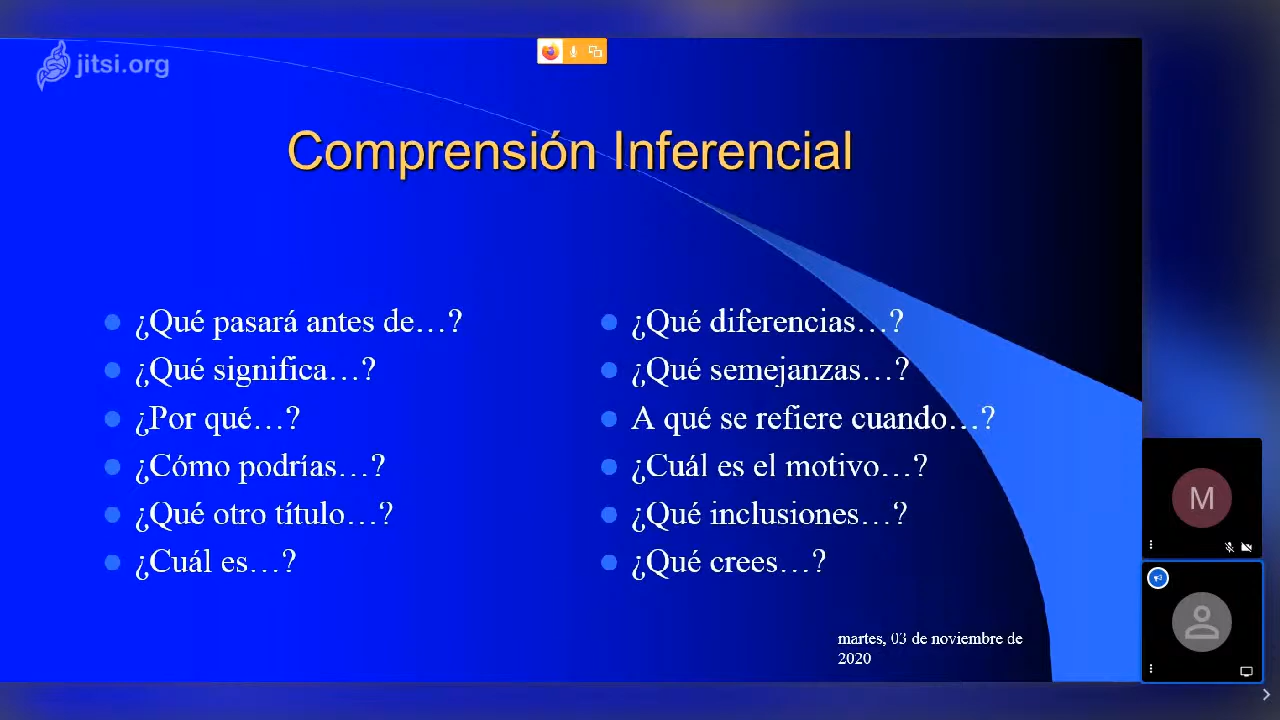 jitsi.org
Comprensión Inferencial
¿Qué pasará antes de…?
¿Qué significa…?
¿Por qué…?
¿Cómo podrías…?
¿Qué otro título…?
¿Cuál es…?
¿Qué diferencias…?
¿Qué semejanzas…?
A qué se refiere cuando…?
¿Cuál es el motivo…?
¿Qué inclusiones…?
¿Qué crees…?
martes, 03 de noviembre de
2020
M